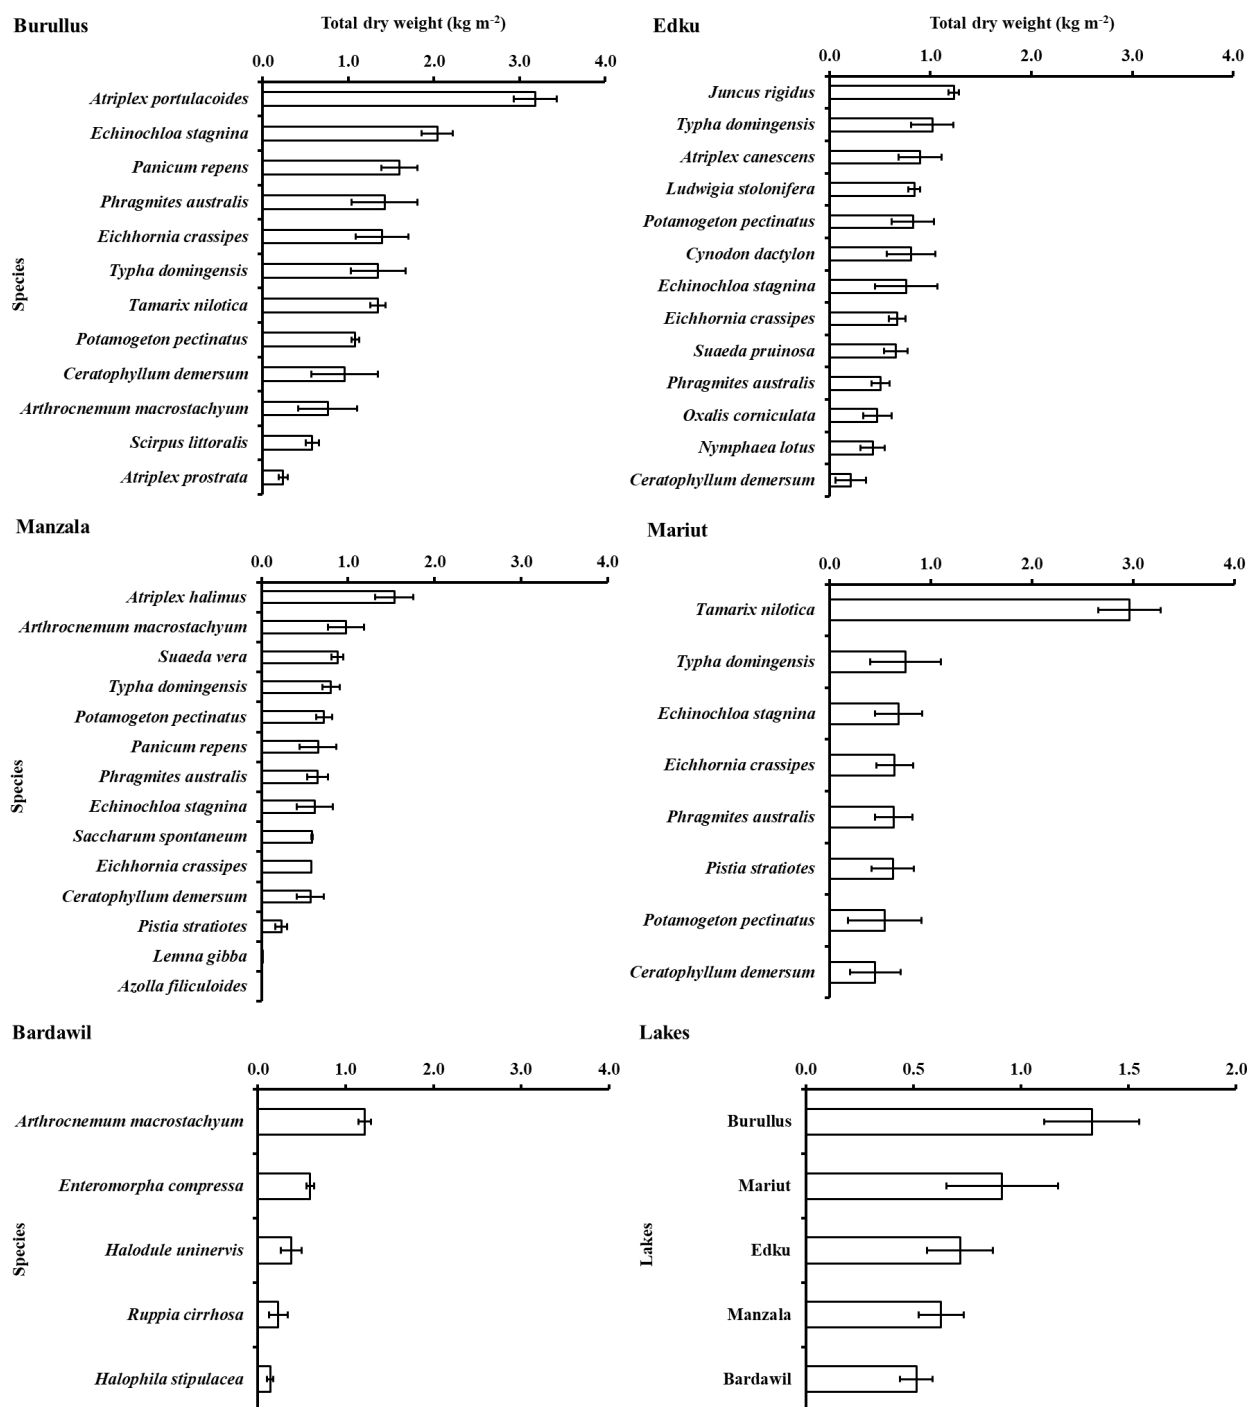 Burullus
Total dry weight (kg m-2)
0.0 1.0 2.0 3.0 4.0
Species
Atriplex portulacoides
Echinochloa stagnina
Panicum repens
Phragmites australis
Eichhornia crassipes
Typha domingensis
Tamarix nilotica
Potamogeton pectinatus
Ceratophyllum demersum
Arthrocnemum macrostachyum
Scirpus littoralis
Atriplex prostrata
Edku
Total dry weight (kg m-2)
0.0 1.0 2.0 3.0 4.0
Juncus rigidus
Typha domingensis
Atriplex canescens
Ludwigia stolonifera
Potamogeton pectinatus
Cynodon dactylon
Echinochloa stagnina
Eichhornia crassipes
Suaeda pruinosa
Phragmites australis
Oxalis corniculata
Nymphaea lotus
Ceratophyllum demersum
Manzala
0.0 1.0 2.0 3.0 4.0
Species
Atriplex halimus
Arthrocnemum macrostachyum
Suaeda vera
Typha domingensis
Potamogeton pectinatus
Panicum repens
Phragmites australis
Echinochloa stagnina
Saccharum spontaneum
Eichhornia crassipes
Ceratophyllum demersum
Pistia stratiotes
Lemna gibba
Azolla filiculoides
Mariut
0.0 1.0 2.0 3.0 4.0
Tamarix nilotica
Typha domingensis
Echinochloa stagnina
Eichhornia crassipes
Phragmites australis
Pistia stratiotes
Potamogeton pectinatus
Ceratophyllum demersum
Bardawil
0.0 1.0 2.0 3.0 4.0
Species
Arthrocnemum macrostachyum
Enteromorpha compressa
Halodule uninervis
Ruppia cirrhosa
Halophila stipulacea
Lakes
0.0 0.5 1.0 1.5 2.0
Lakes
Burullus
Mariut
Edku
Manzala
Bardawil